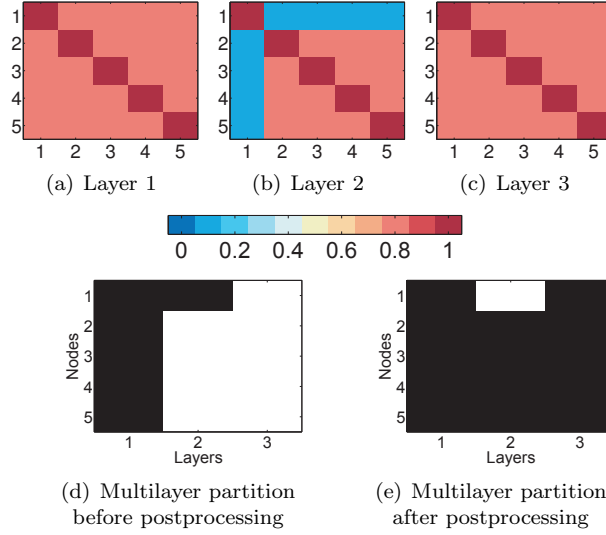 1
2
3
4
5
1 2 3 4 5
(a) Layer 1
1
2
3
4
5
1 2 3 4 5
(b) Layer 2
1
2
3
4
5
1 2 3 4 5
(c) Layer 3
0 0.2 0.4 0.6 0.8 1
Nodes
1
2
3
4
5
1 2 3
Layers
(d) Multilayer partition
before postprocessing
Nodes
1
2
3
4
5
1 2 3
Layers
(e) Multilayer partition
after postprocessing